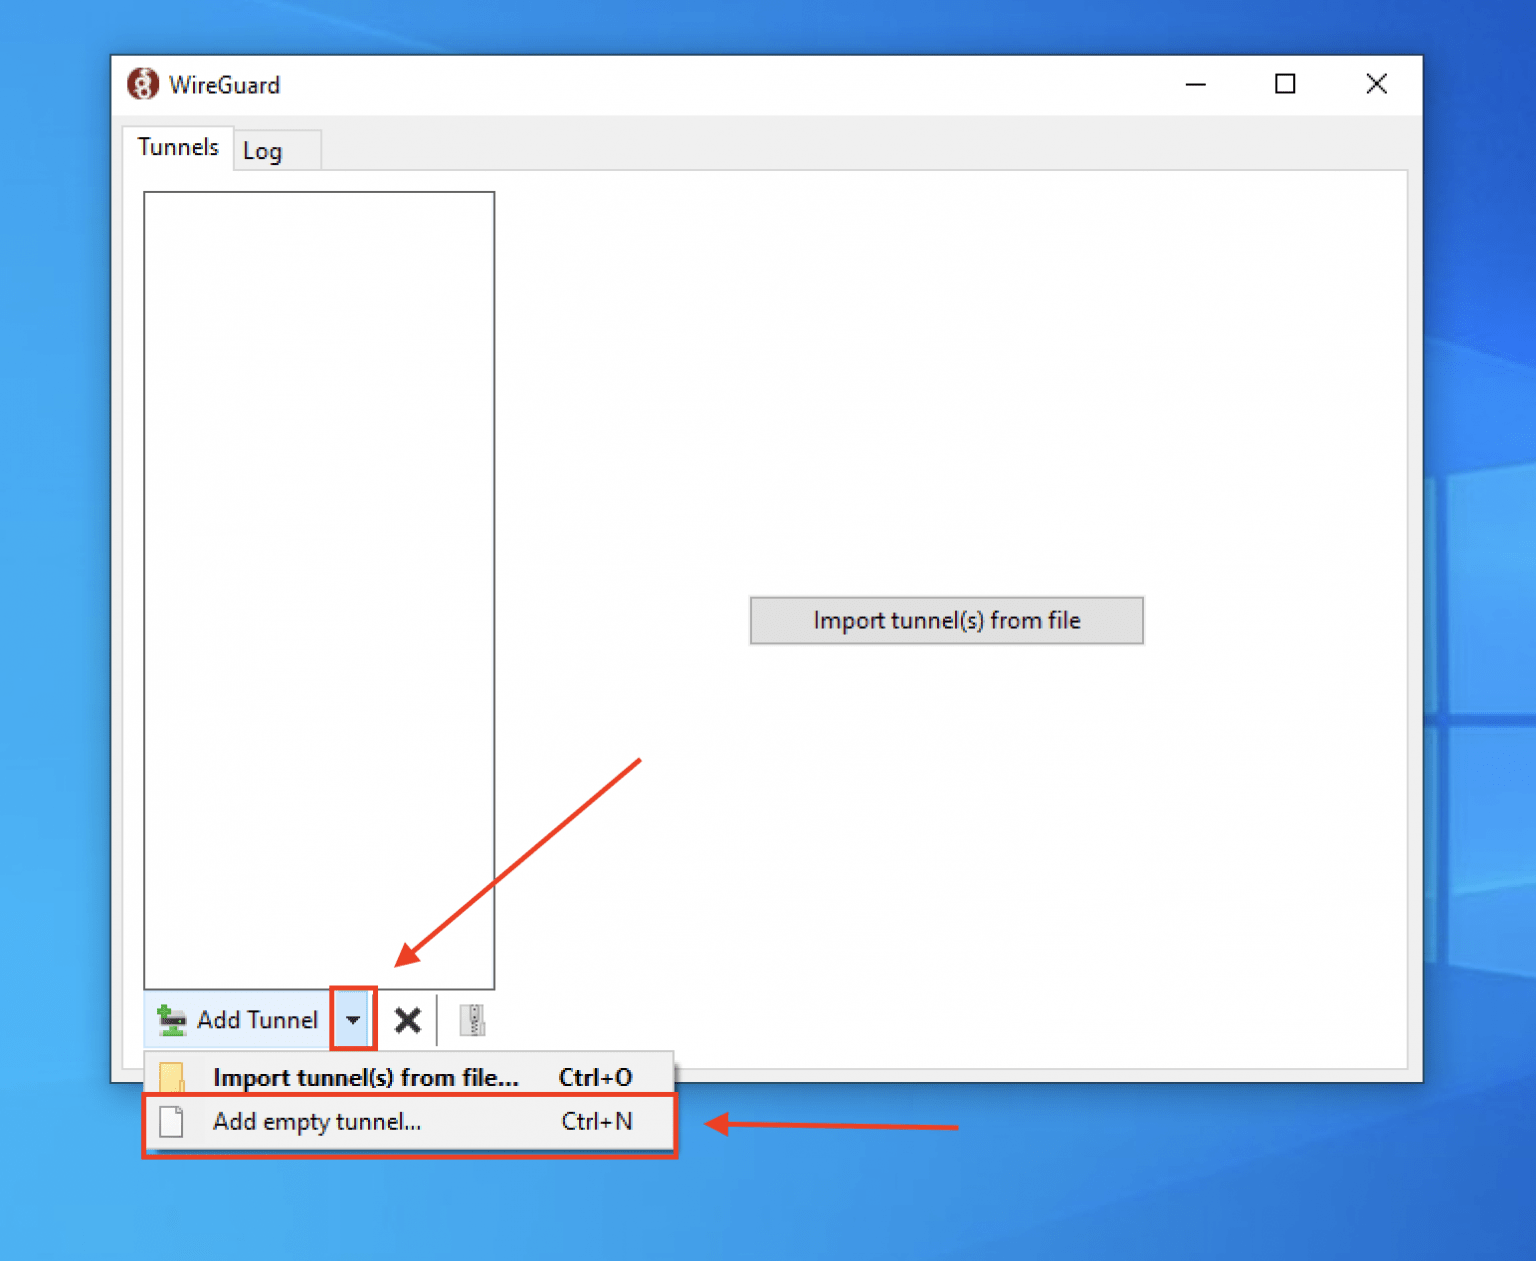 WireGuard
Tunnels
Log
Import tunnel(s) from file
Add Tunnel
Import tunnel(s) from file... Ctrl+O
Add empty tunnel... Ctrl+N